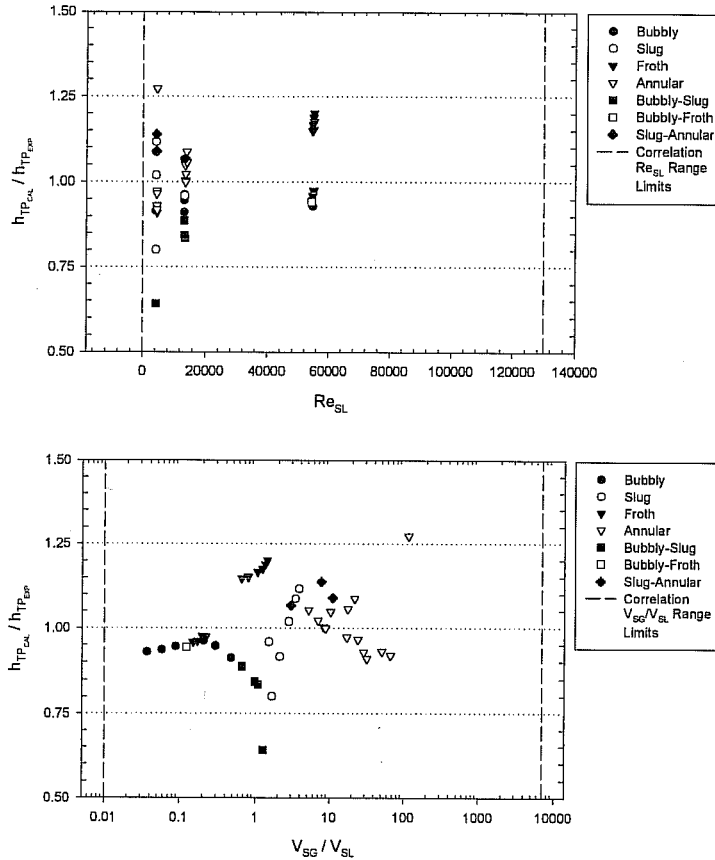 1.50
1.25
1.00
0.75
0.50
h_TP_CAL / h_TP_EXP
0 20000 40000 60000 80000 100000 120000 140000
Re_SL
Bubbly
Slug
Froth
Annular
Bubbly-Slug
Bubbly-Froth
Slug-Annular
Correlation
Re_SL Range
Limits
1.50
1.25
1.00
0.75
0.50
h_TP_CAL / h_TP_EXP
0.01 0.1 1 10 100 1000 10000
V_SG / V_SL
Bubbly
Slug
Froth
Annular
Bubbly-Slug
Bubbly-Froth
Slug-Annular
Correlation
V_SG/V_SL Range
Limits